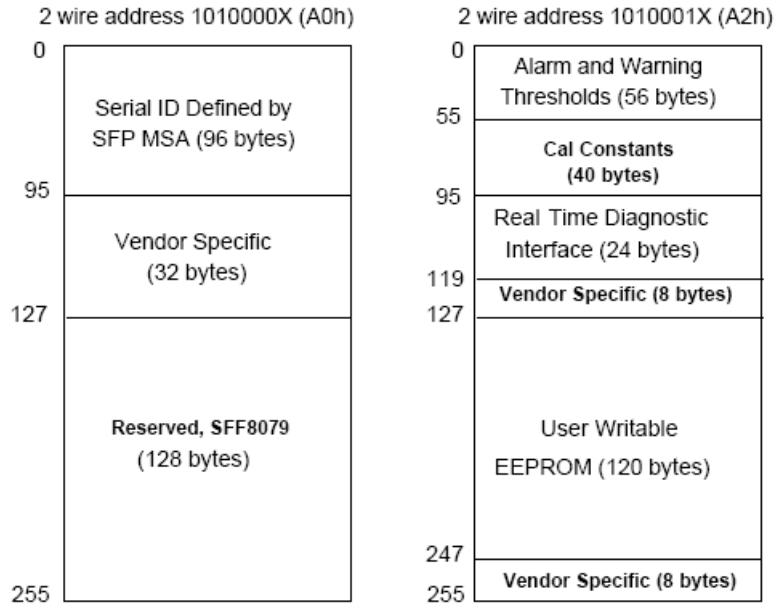 2 wire address 1010000X (A0h)
0
Serial ID Defined by
SFP MSA (96 bytes)
95
Vendor Specific
(32 bytes)
127
Reserved, SFF8079
(128 bytes)
255
2 wire address 1010001X (A2h)
0
Alarm and Warning
Thresholds (56 bytes)
55
Cal Constants
(40 bytes)
95
Real Time Diagnostic
Interface (24 bytes)
119
Vendor Specific (8 bytes)
127
User Writable
EEPROM (120 bytes)
247
Vendor Specific (8 bytes)
255